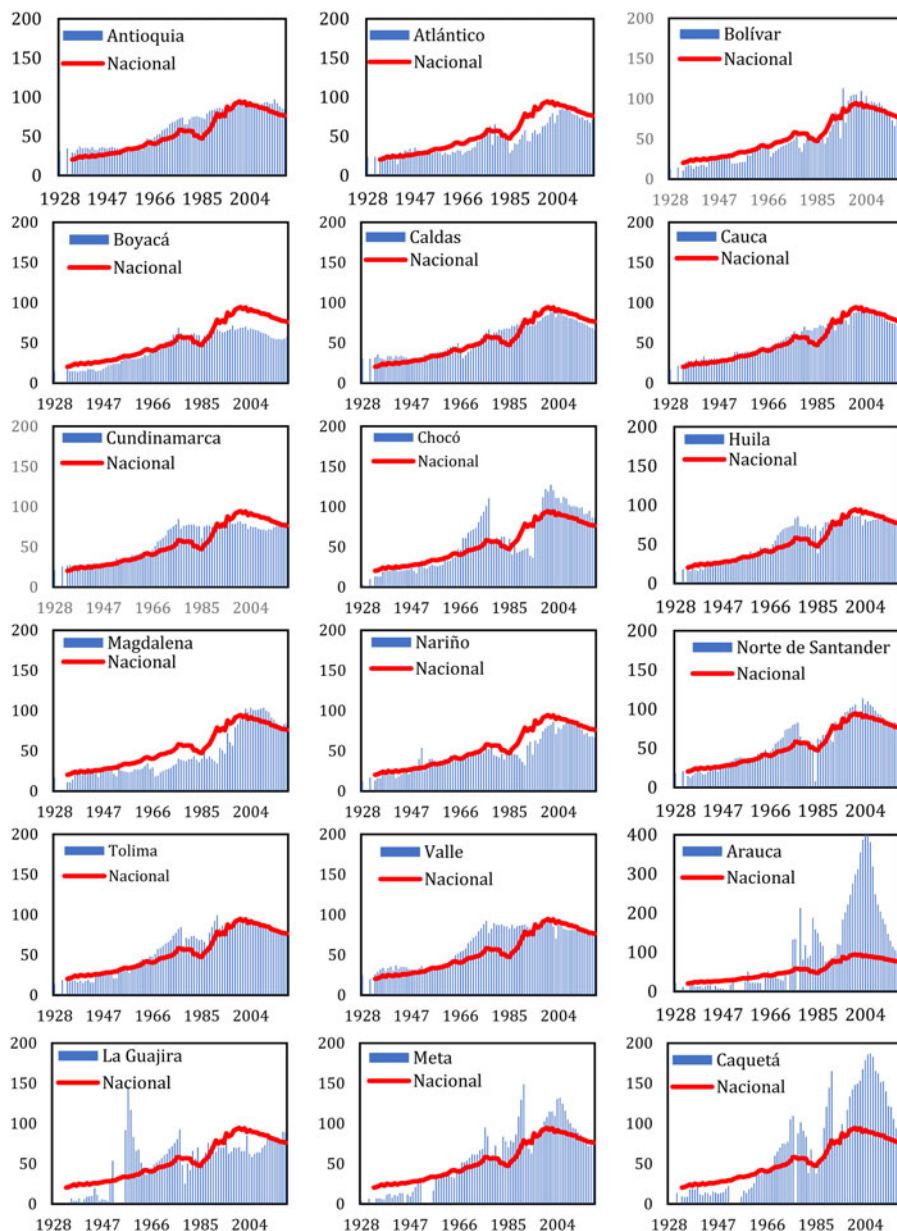 200
150
100
50
0
Antioquia
Nacional
1928 1947 1966 1985 2004
200
150
100
50
0
Atlántico
Nacional
1928 1947 1966 1985 2004
200
150
100
50
0
Bolívar
Nacional
1928 1947 1966 1985 2004
200
150
100
50
0
Boyacá
Nacional
1928 1947 1966 1985 2004
200
150
100
50
0
Caldas
Nacional
1928 1947 1966 1985 2004
200
150
100
50
0
Cauca
Nacional
1928 1947 1966 1985 2004
200
150
100
50
0
Cundinamarca
Nacional
1928 1947 1966 1985 2004
200
150
100
50
0
Chocó
Nacional
1928 1947 1966 1985 2004
200
150
100
50
0
Huila
Nacional
1928 1947 1966 1985 2004
200
150
100
50
0
Magdalena
Nacional
1928 1947 1966 1985 2004
200
150
100
50
0
Nariño
Nacional
1928 1947 1966 1985 2004
200
150
100
50
0
Norte de Santander
Nacional
1928 1947 1966 1985 2004
200
150
100
50
0
Tolima
Nacional
1928 1947 1966 1985 2004
200
150
100
50
0
Valle
Nacional
1928 1947 1966 1985 2004
400
300
200
100
0
Arauca
Nacional
1928 1947 1966 1985 2004
200
150
100
50
0
La Guajira
Nacional
1928 1947 1966 1985 2004
200
150
100
50
0
Meta
Nacional
1928 1947 1966 1985 2004
200
150
100
50
0
Caquetá
Nacional
1928 1947 1966 1985 2004